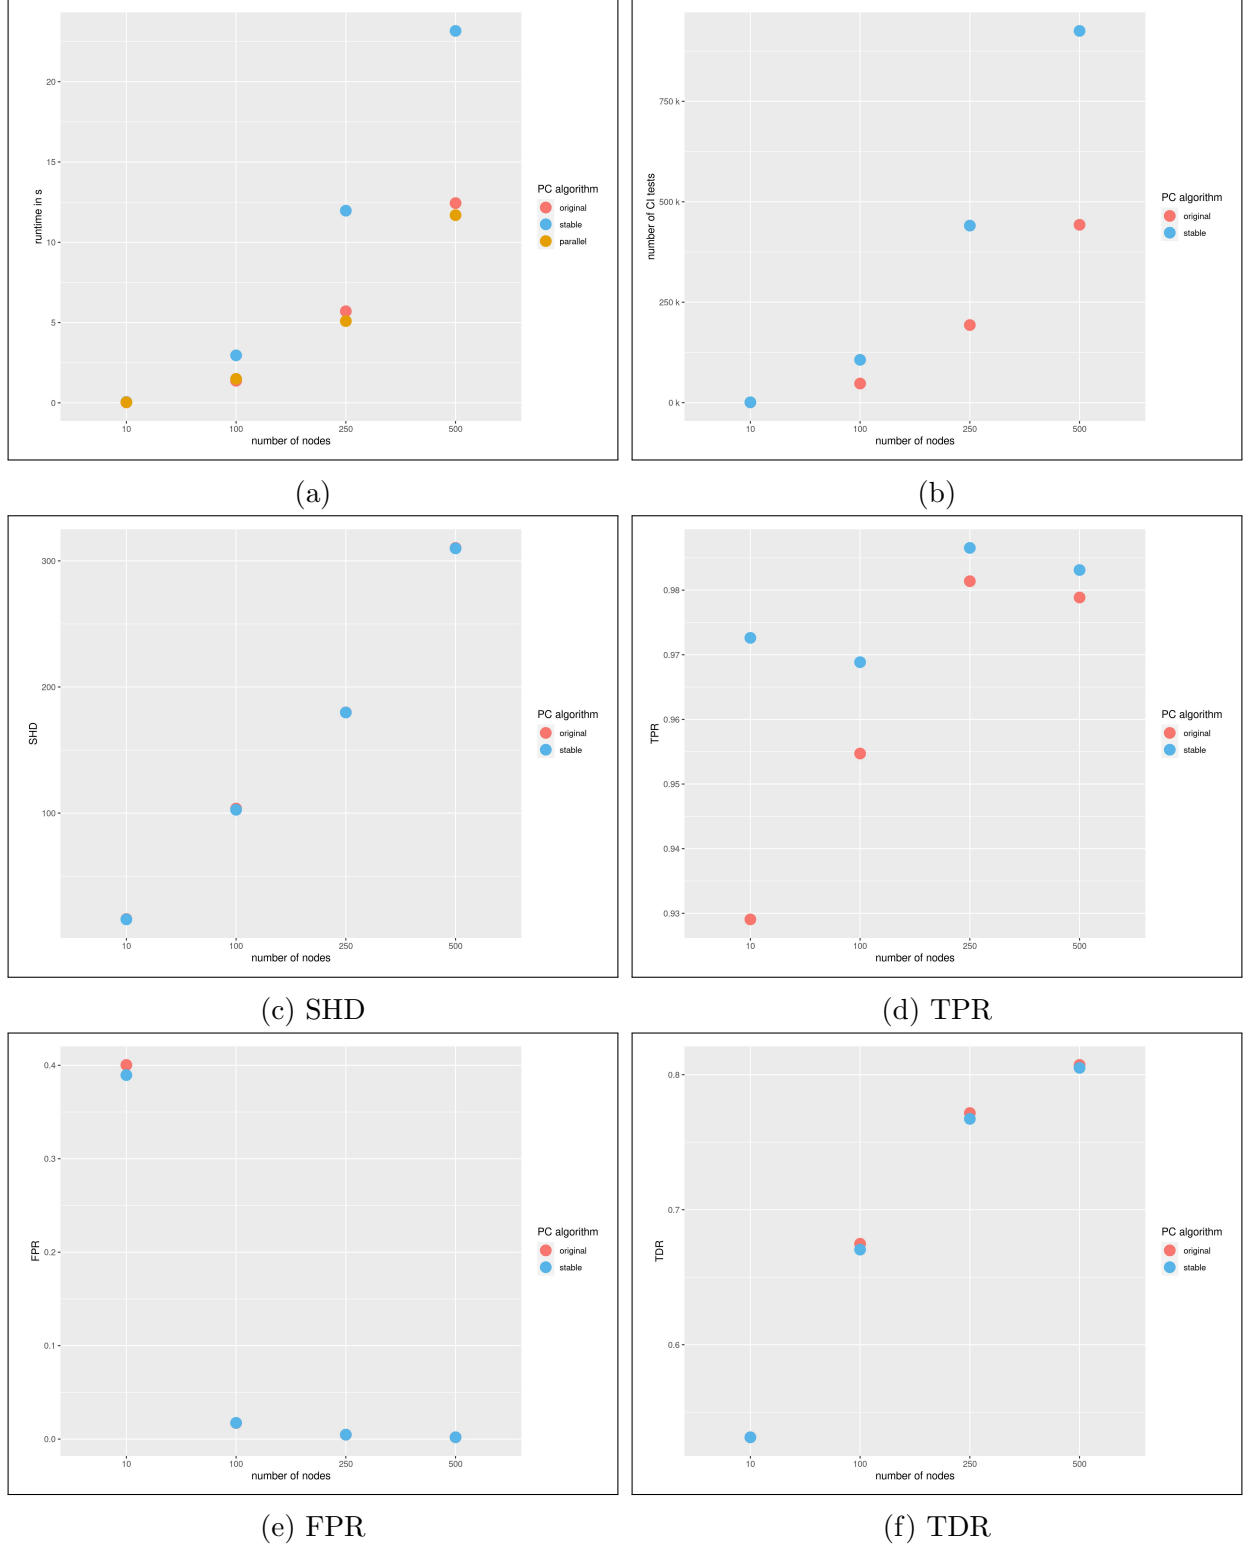 20
15
10
5
0
runtime in s
10 100 250 500
number of nodes
PC algorithm
original
stable
parallel
(a)
750 k
500 k
250 k
0 k
number of CI tests
10 100 250 500
number of nodes
PC algorithm
original
stable
(b)
300
200
100
SHD
10 100 250 500
number of nodes
PC algorithm
original
stable
(c) SHD
0.98
0.97
0.96
0.95
0.94
0.93
TPR
10 100 250 500
number of nodes
PC algorithm
original
stable
(d) TPR
0.4
0.3
0.2
0.1
0.0
FPR
10 100 250 500
number of nodes
PC algorithm
original
stable
(e) FPR
0.8
0.7
0.6
TDR
10 100 250 500
number of nodes
PC algorithm
original
stable
(f) TDR